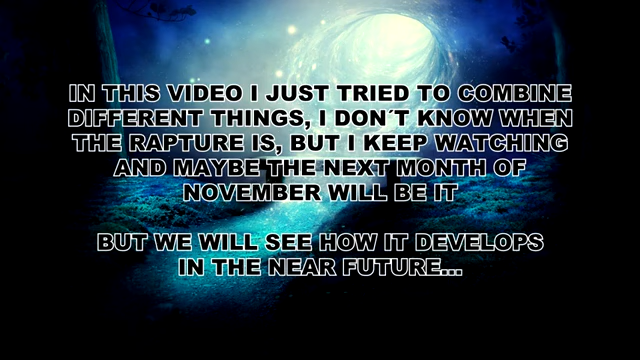 IN THIS VIDEO I JUST TRIED TO COMBINE
DIFFERENT THINGS, I DON´T KNOW WHEN
THE RAPTURE IS, BUT I KEEP WATCHING
AND MAYBE THE NEXT MONTH OF
NOVEMBER WILL BE IT
BUT WE WILL SEE HOW IT DEVELOPS
IN THE NEAR FUTURE...